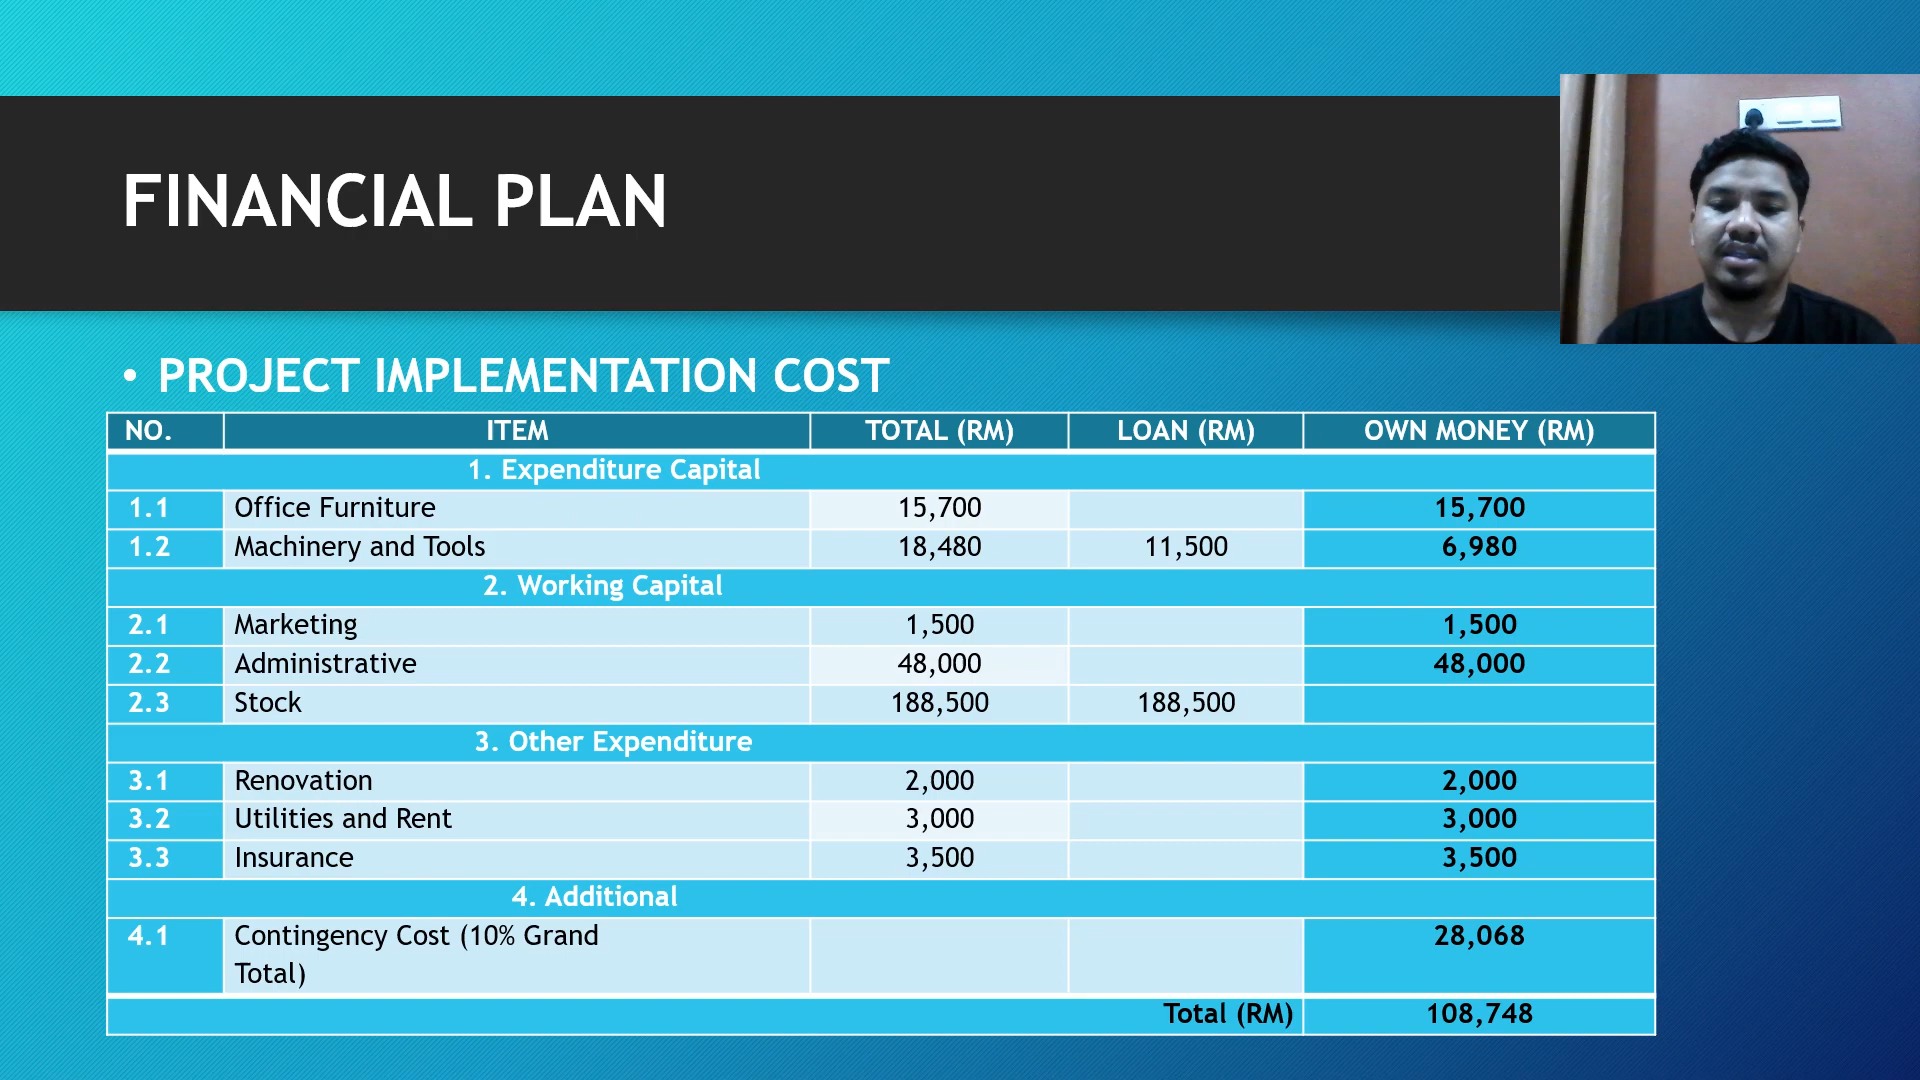 FINANCIAL PLAN
• PROJECT IMPLEMENTATION COST
NO. ITEM TOTAL (RM) LOAN (RM) OWN MONEY (RM)
1. Expenditure Capital
1.1 Office Furniture 15,700 15,700
1.2 Machinery and Tools 18,480 11,500 6,980
2. Working Capital
2.1 Marketing 1,500 1,500
2.2 Administrative 48,000 48,000
2.3 Stock 188,500 188,500
3. Other Expenditure
3.1 Renovation 2,000 2,000
3.2 Utilities and Rent 3,000 3,000
3.3 Insurance 3,500 3,500
4. Additional
4.1 Contingency Cost (10% Grand 28,068
Total)
Total (RM) 108,748